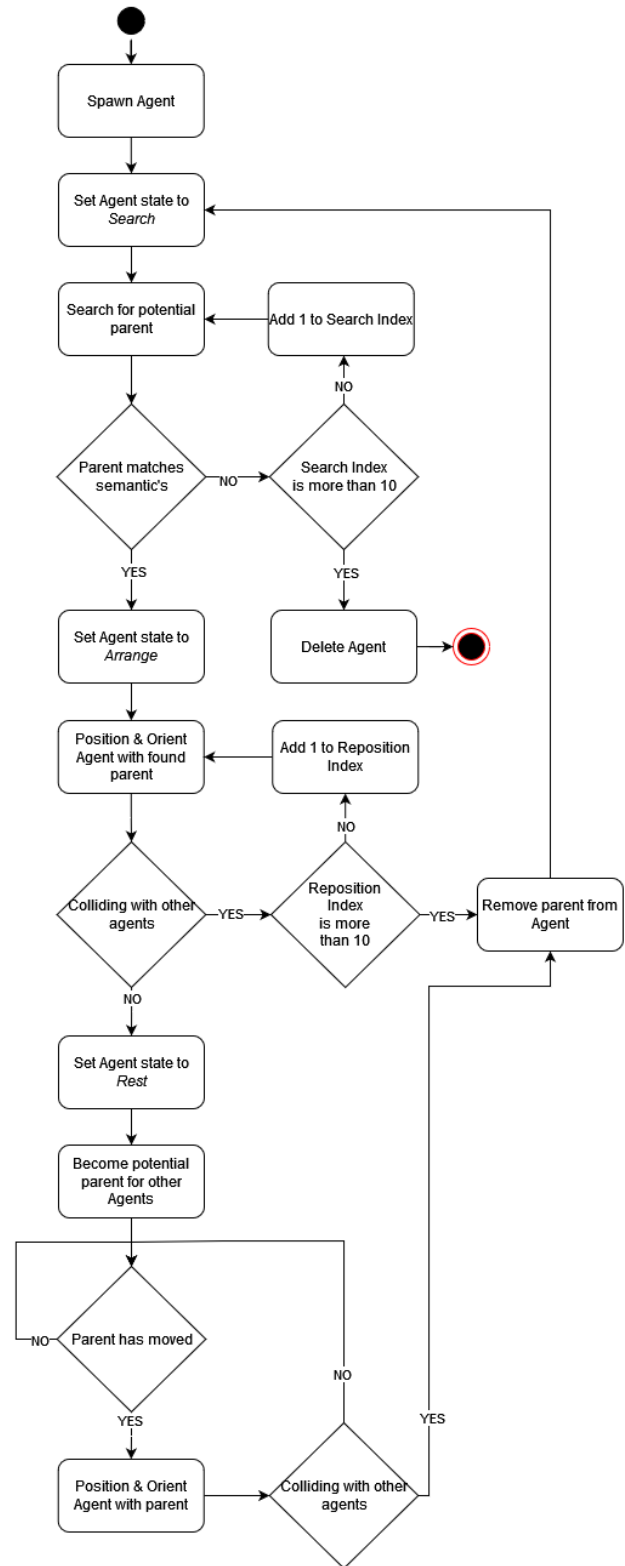 Spawn Agent
Set Agent state to
Search
Search for potential
parent
Add 1 to Search Index
NO
Parent matches
semantic's
NO
Search Index
is more than 10
YES
YES
Set Agent state to
Arrange
Delete Agent
Position & Orient
Agent with found
parent
Add 1 to Reposition
Index
NO
Colliding with other
agents
YES
Reposition
Index
is more
than 10
YES
Remove parent from
Agent
NO
Set Agent state to
Rest
Become potential
parent for other
Agents
Parent has moved
NO
NO
YES
YES
Position & Orient
Agent with parent
Colliding with other
agents